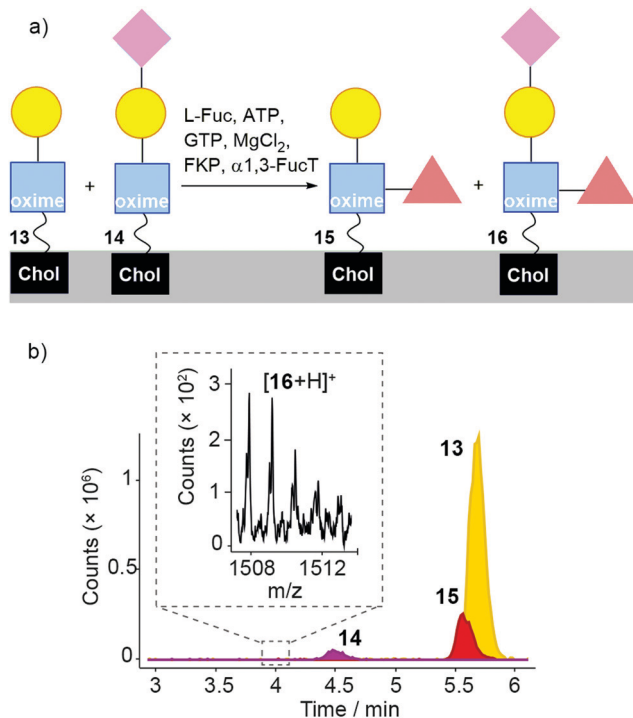 a)
L-Fuc, ATP,
GTP, MgCl₂,
FKP, α1,3-FucT
oxime
+
oxime
oxime
+
oxime
13
14
15
16
Chol
Chol
Chol
Chol
b)
[16+H]⁺
Counts (× 10²)
3
2
1
0
1508
1512
m/z
13
15
14
Counts (× 10⁶)
1
0.5
0
3
3.5
4
4.5
5
5.5
6
Time / min